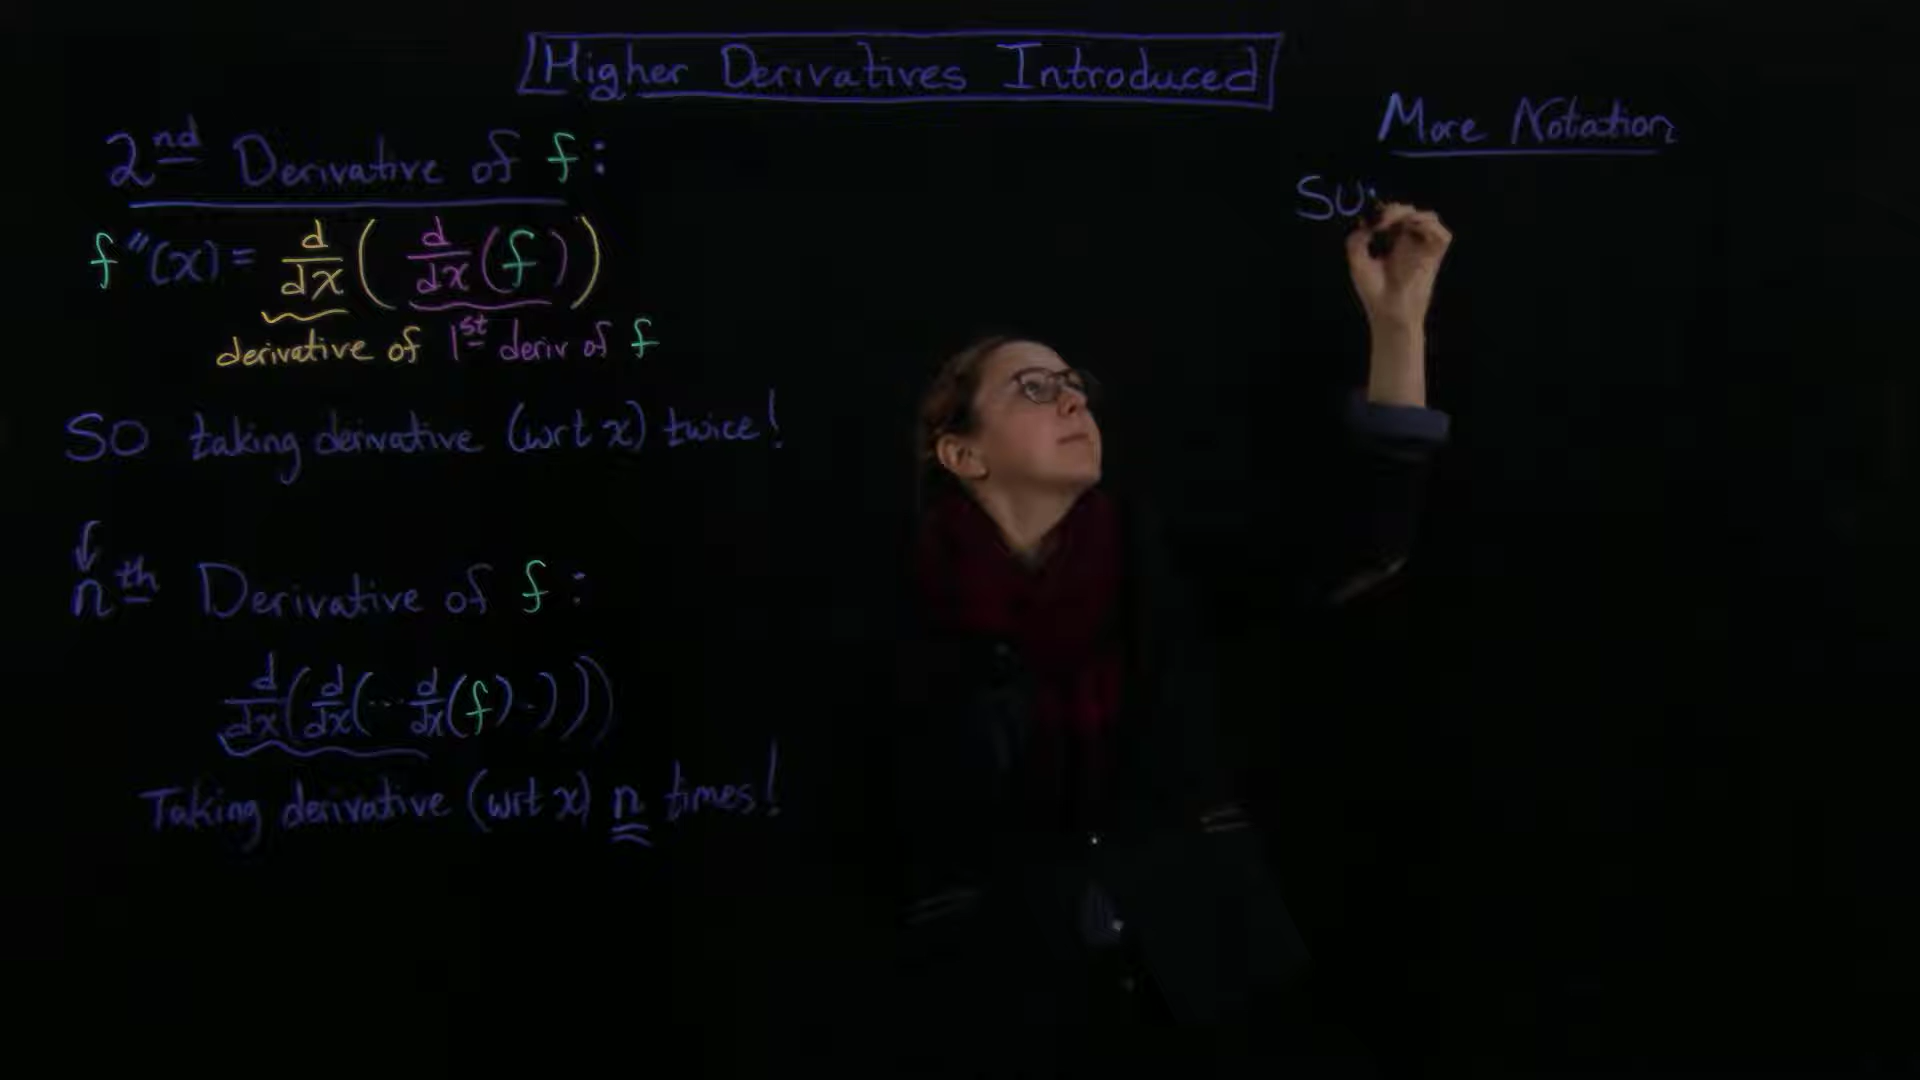 Higher Derivatives Introduced
2nd Derivative of f:
f"(x) = d/dx ( d/dx (f) )
derivative of 1st deriv of f
SO taking derivative (wrt x) twice!
nth Derivative of f:
d/dx ( d/dx (... d/dx (f) . ) ) )
Taking derivative (wrt x) n times!
More Notation